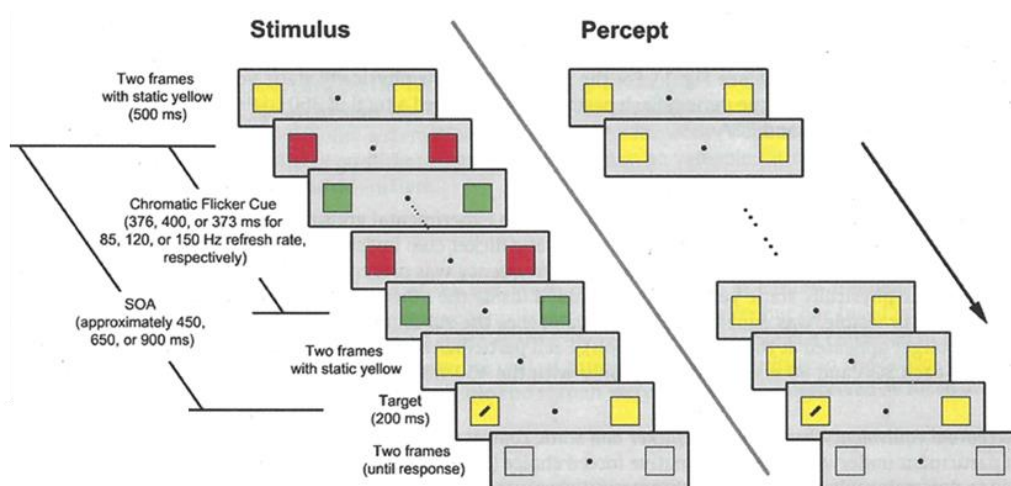 Stimulus
Percept
Two frames
with static yellow
(500 ms)
Chromatic Flicker Cue
(376, 400, or 373 ms for
85, 120, or 150 Hz refresh rate,
respectively)
SOA
(approximately 450,
650, or 900 ms)
Two frames
with static yellow
Target
(200 ms)
Two frames
(until response)